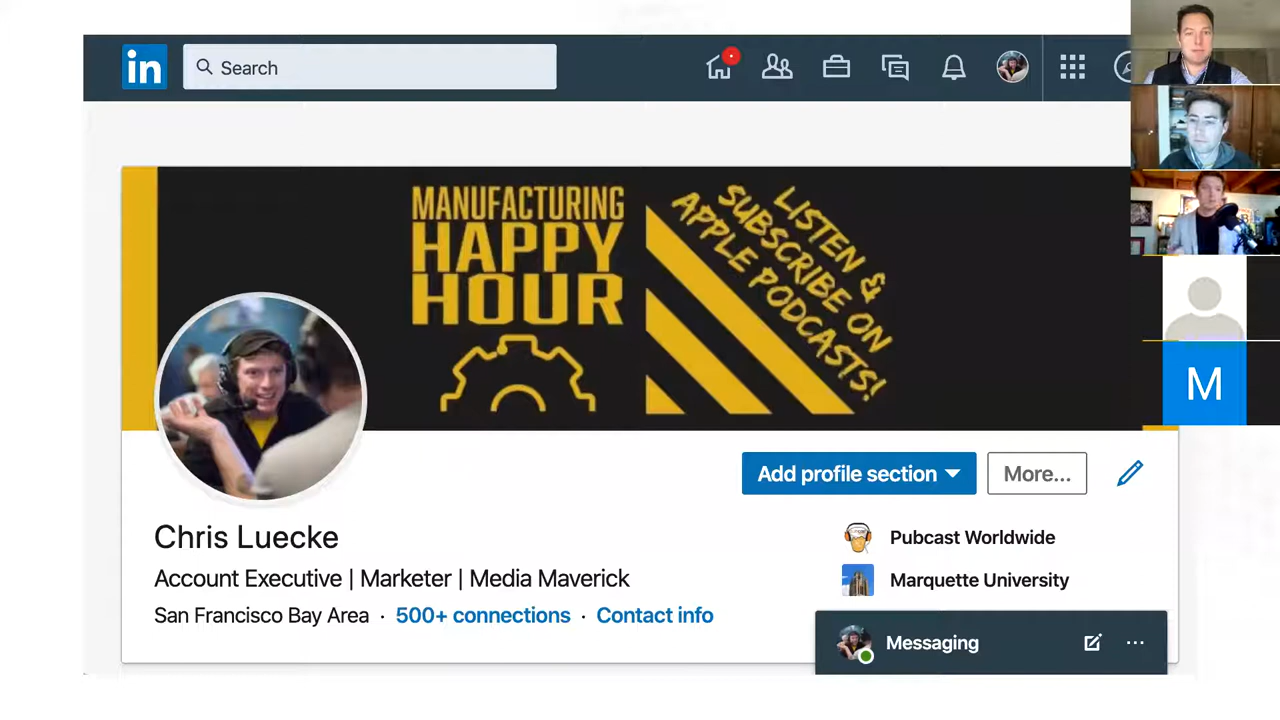 in
Search
MANUFACTURING
HAPPY
HOUR
LISTEN &
SUBSCRIBE ON
APPLE PODCASTS!
M
Add profile section
More...
Chris Luecke
Pubcast Worldwide
Account Executive | Marketer | Media Maverick
Marquette University
San Francisco Bay Area · 500+ connections · Contact info
Messaging